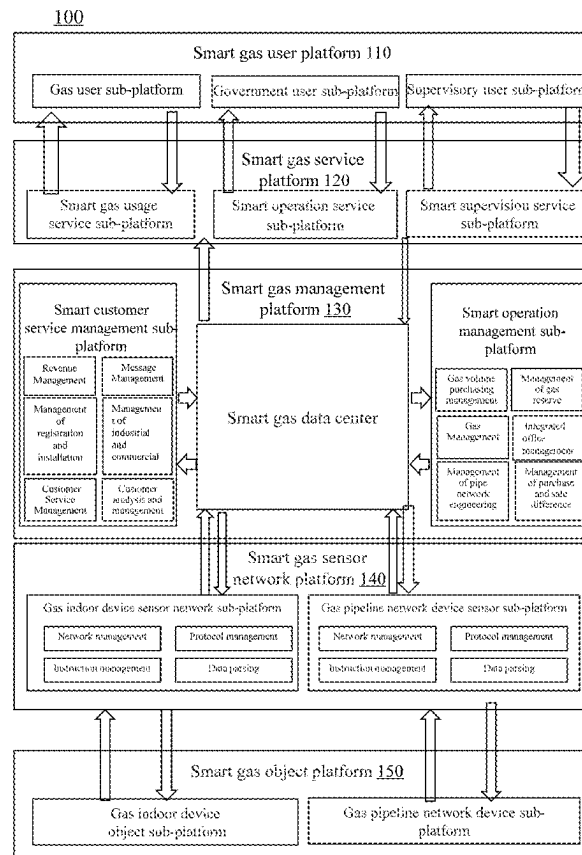 100
Smart gas user platform 110
Gas user sub-platform
Government user sub-platform
Supervisory user sub-platform
Smart gas service
platform 120
Smart gas usage
service sub-platform
Smart operation service
sub-platform
Smart supervision service
sub-platform
Smart gas management
platform 130
Smart customer
service management sub-
platform
Revenue
Management
Message
Management
Management
of
registration and
installation
Management
of
industrial and
commercial
Customer
Service
Management
Customer
analysis and
management
Smart gas data center
Smart operation
management sub-
platform
Gas volume
purchasing
management
Management
of gas
reserve
Gas
Management
Integrated
office
management
Management
of pipe
network
engineering
Management
of purchase
and sale
difference
Smart gas sensor
network platform 140
Gas indoor device sensor network sub-platform
Network management
Protocol management
Instruction management
Data parsing
Gas pipeline network device sensor sub-platform
Network management
Protocol management
Instruction management
Data parsing
Smart gas object platform 150
Gas indoor device
object sub-platform
Gas pipeline network device sub-
platform